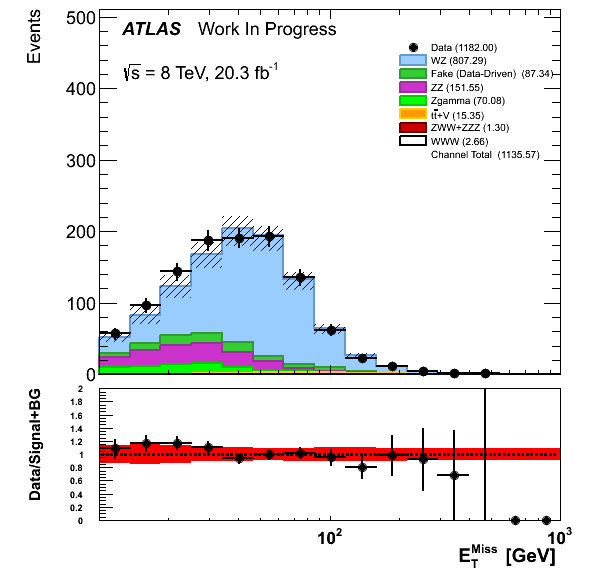 Events
500
400
300
200
100
0
ATLAS Work In Progress
√s = 8 TeV, 20.3 fb⁻¹
Data (1182.00)
WZ (807.29)
Fake (Data-Driven) (87.34)
ZZ (151.55)
Zgamma (70.08)
tt̄+V (15.35)
ZWW+ZZZ (1.30)
WWW (2.66)
Channel Total (1135.57)
Data/Signal+BG
2
1.8
1.6
1.4
1.2
1
0.8
0.6
0.4
0.2
0
10²
10³
E_T^Miss [GeV]